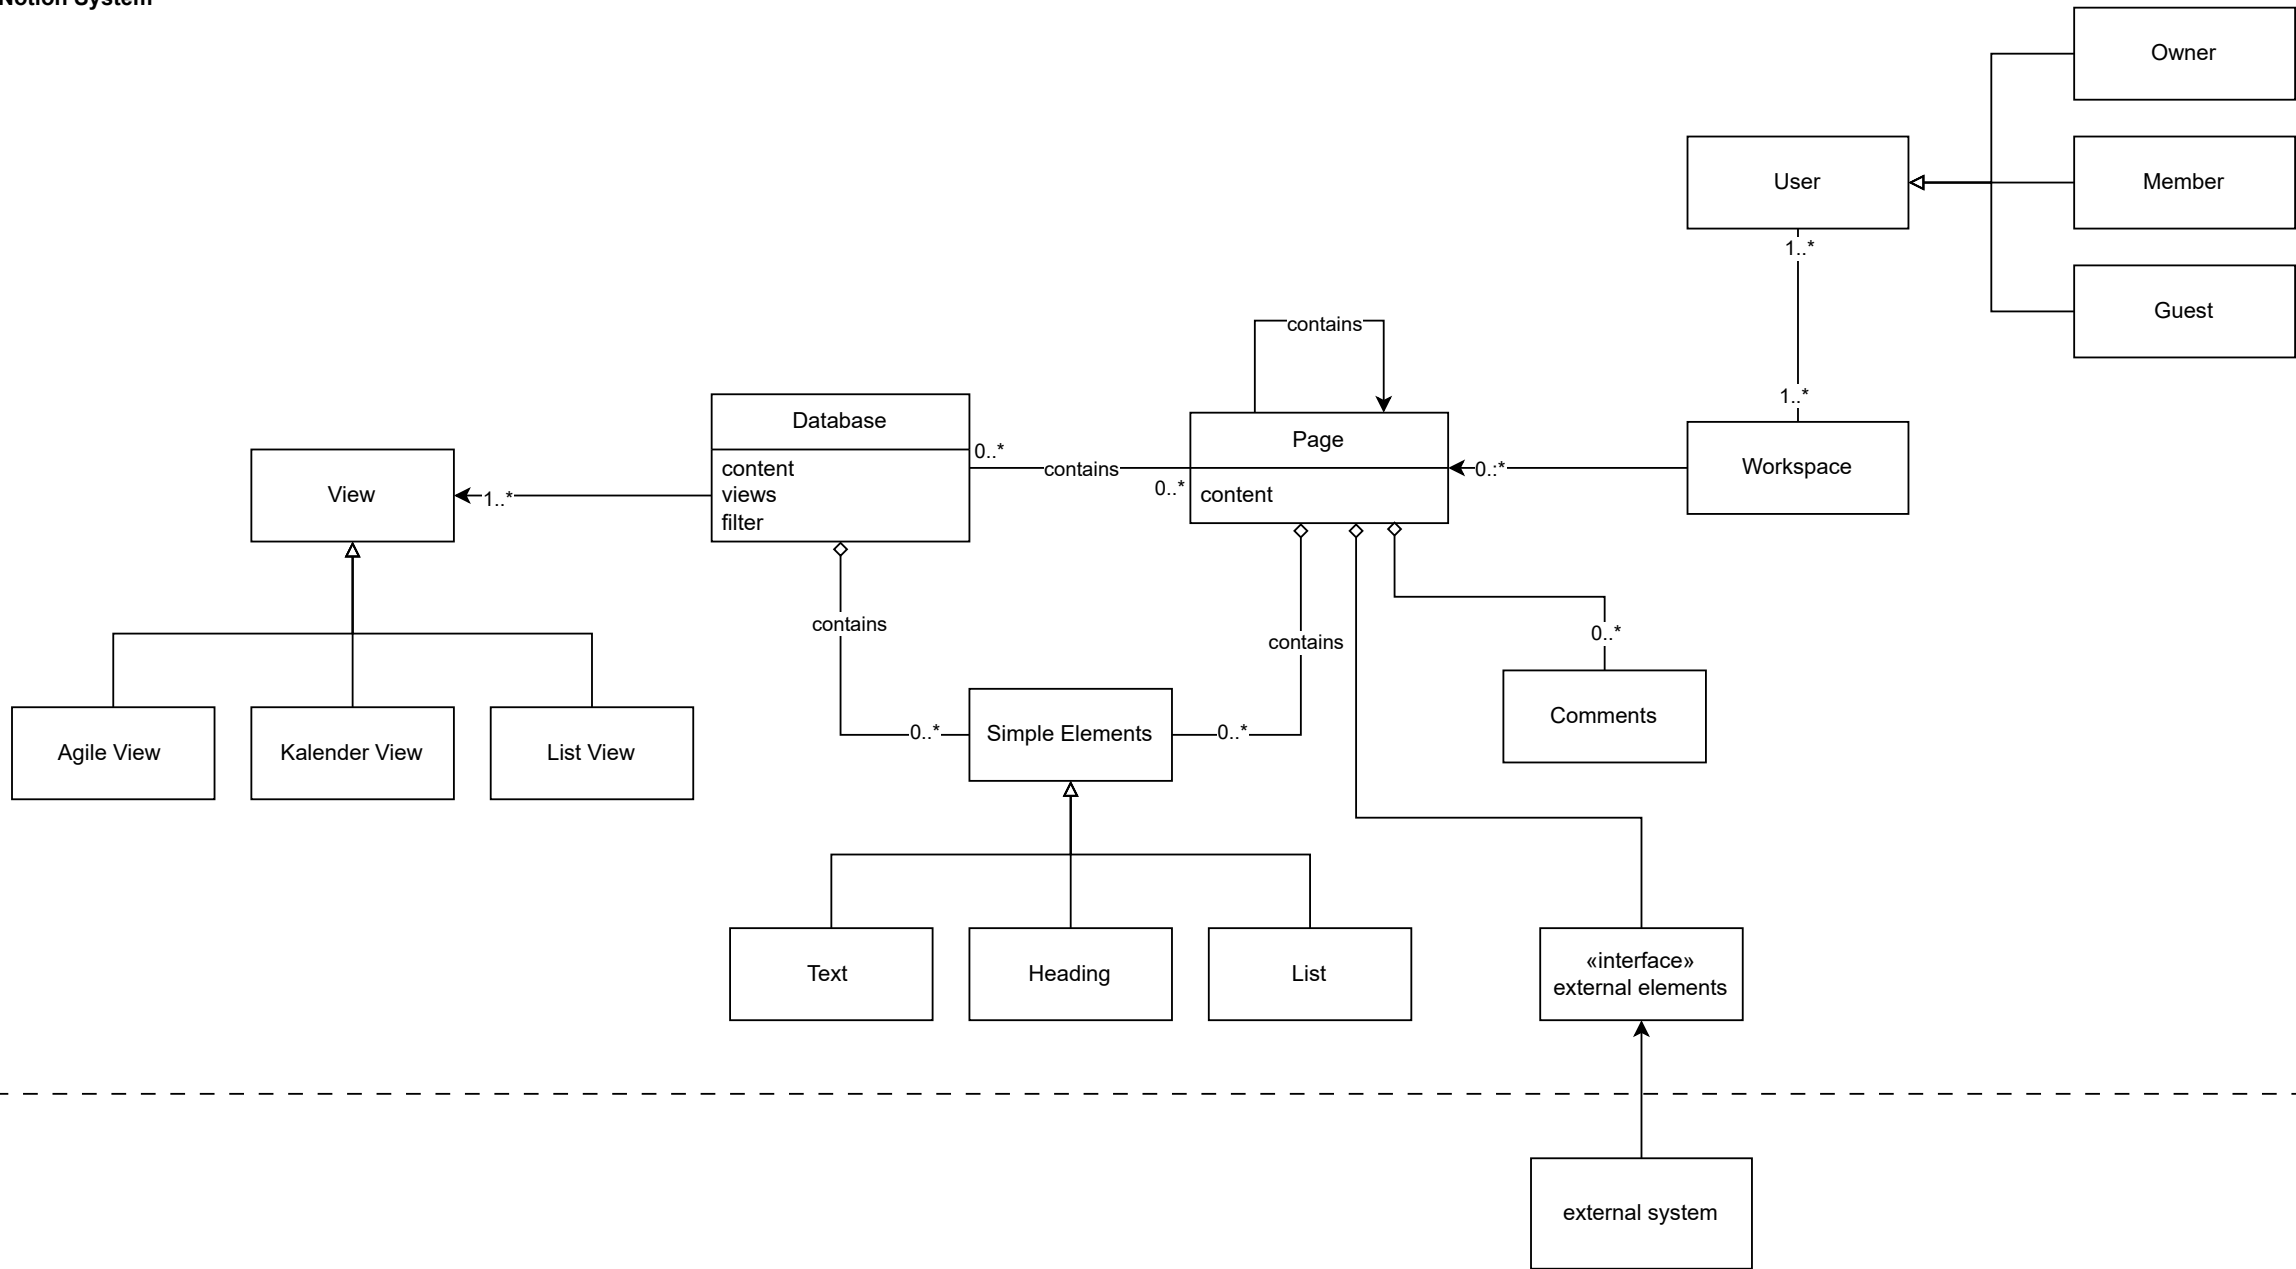 Notion System
Owner
User
Member
1..*
Guest
contains
1..*
Database
Page
0..*
contains
0.:*
Workspace
content
views
filter
View
1..*
0..*
content
contains
contains
0..*
Agile View
Kalender View
List View
0..*
Simple Elements
0..*
Comments
Text
Heading
List
«interface»
external elements
external system